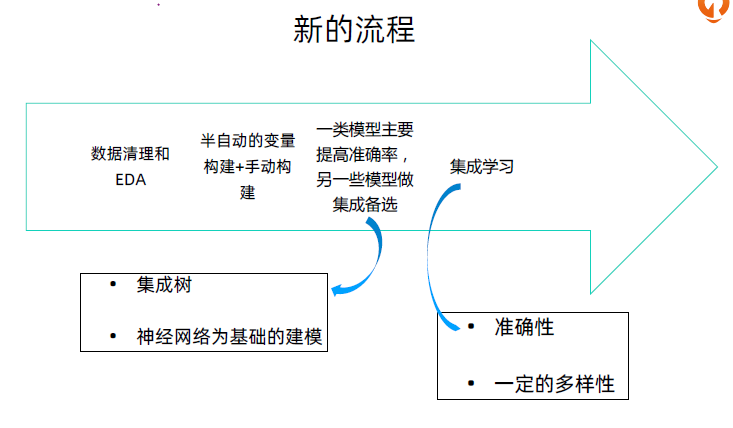 新的流程
数据清理和
EDA
半自动的变量
构建+手动构
建
一类模型主要
提高准确率，
另一些模型做
集成备选
集成学习
• 集成树
• 神经网络为基础的建模
• 准确性
• 一定的多样性